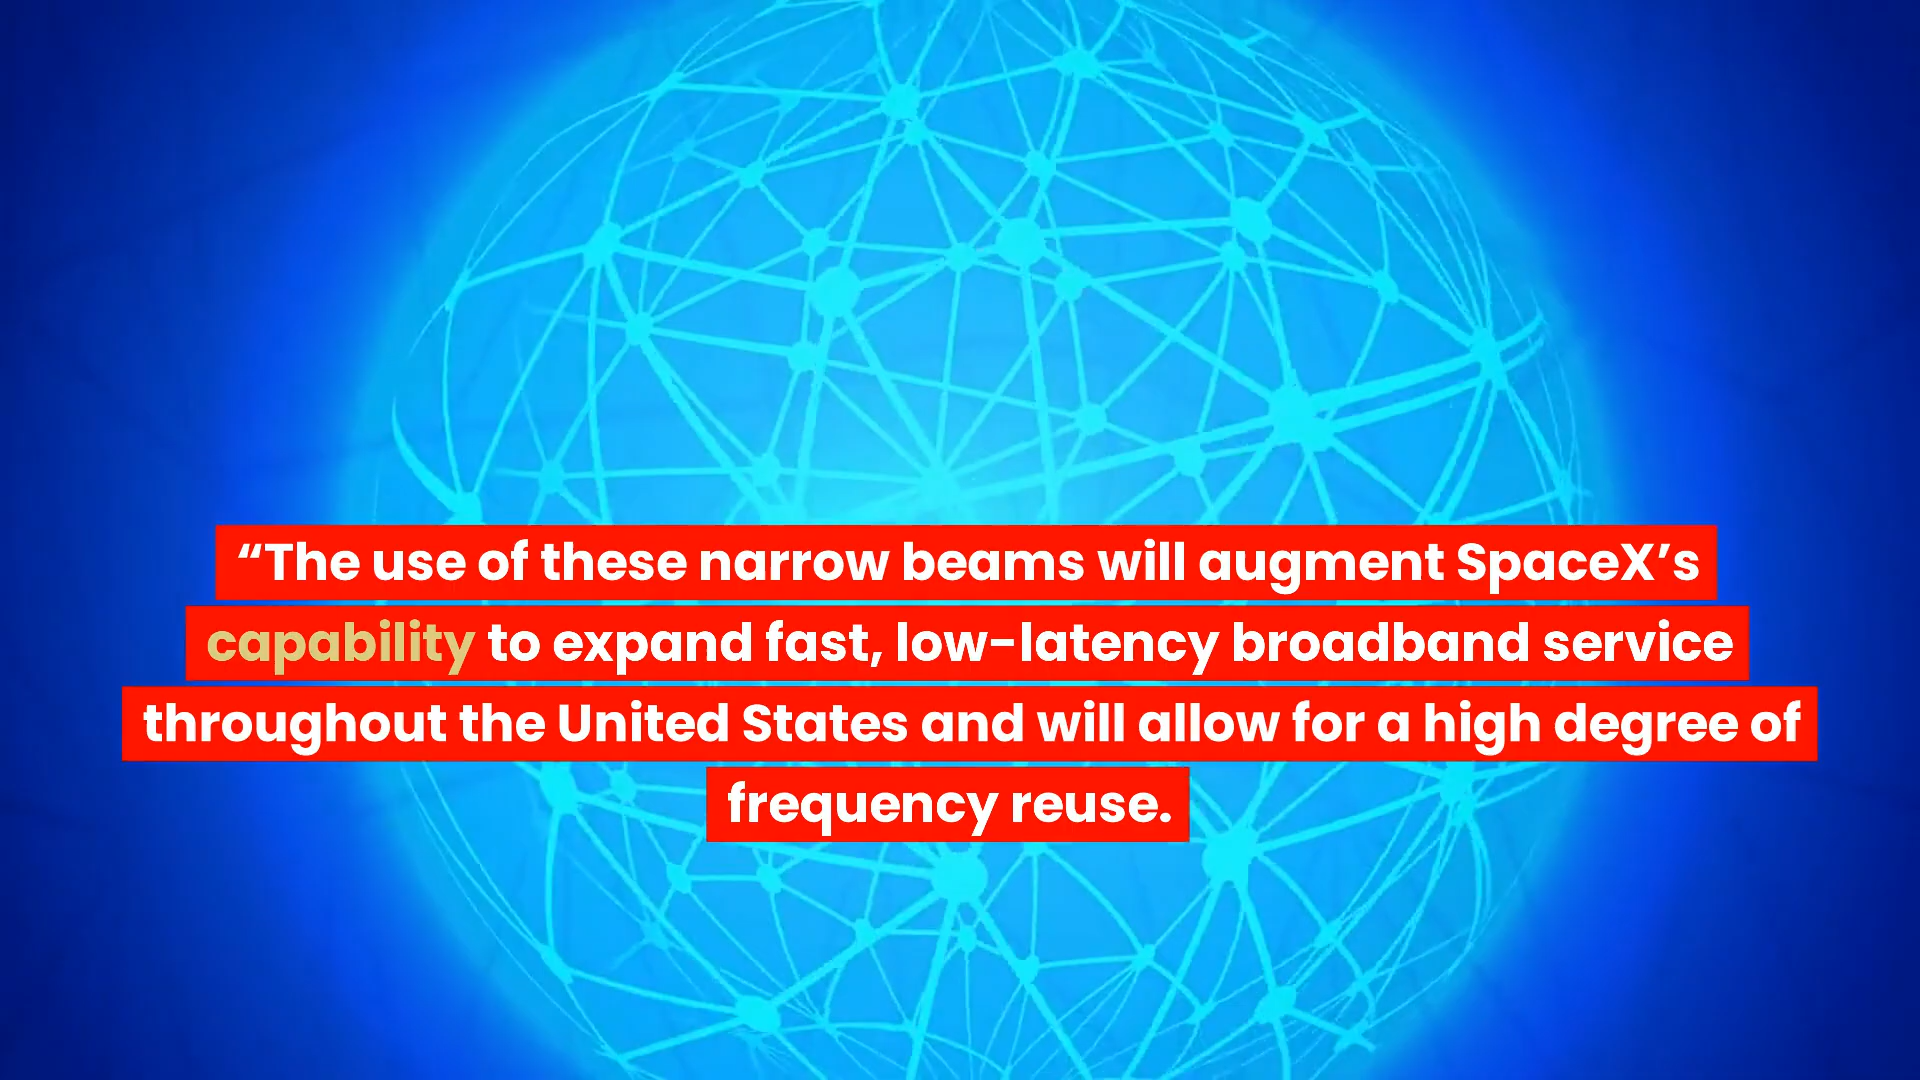 “The use of these narrow beams will augment SpaceX’s
capability to expand fast, low-latency broadband service
throughout the United States and will allow for a high degree of
frequency reuse.